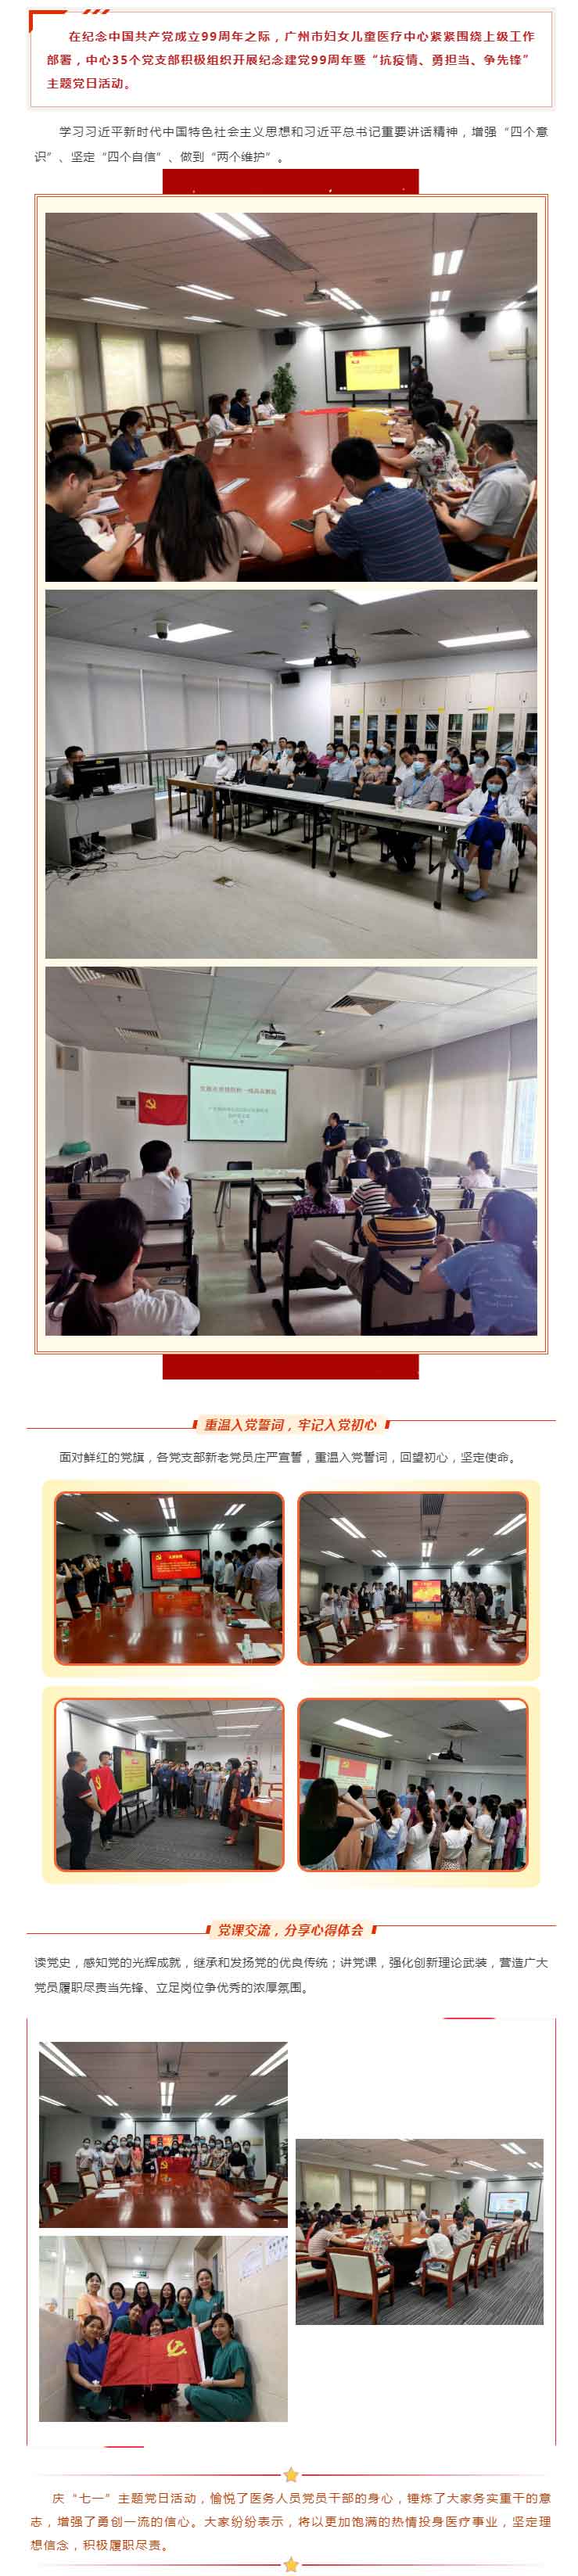 在纪念中国共产党成立99周年之际，广州市妇女儿童医疗中心紧紧围绕上级工作
部署，中心35个党支部积极组织开展纪念建党99周年暨“抗疫情、勇担当、争先锋”
主题党日活动。
学习习近平新时代中国特色社会主义思想和习近平总书记重要讲话精神，增强“四个意
识”、坚定“四个自信”、做到“两个维护”。
重温入党誓词，牢记入党初心
面对鲜红的党旗，各党支部新老党员庄严宣誓，重温入党誓词，回望初心，坚定使命。
党课交流，分享心得体会
读党史，感知党的光辉成就，继承和发扬党的优良传统；讲党课，强化创新理论武装，营造广大
党员履职尽责当先锋、立足岗位争优秀的浓厚氛围。
庆“七一”主题党日活动，愉悦了医务人员党员干部的身心，锤炼了大家务实重干的意
志，增强了勇创一流的信心。大家纷纷表示，将以更加饱满的热情投身医疗事业，坚定理
想信念，积极履职尽责。